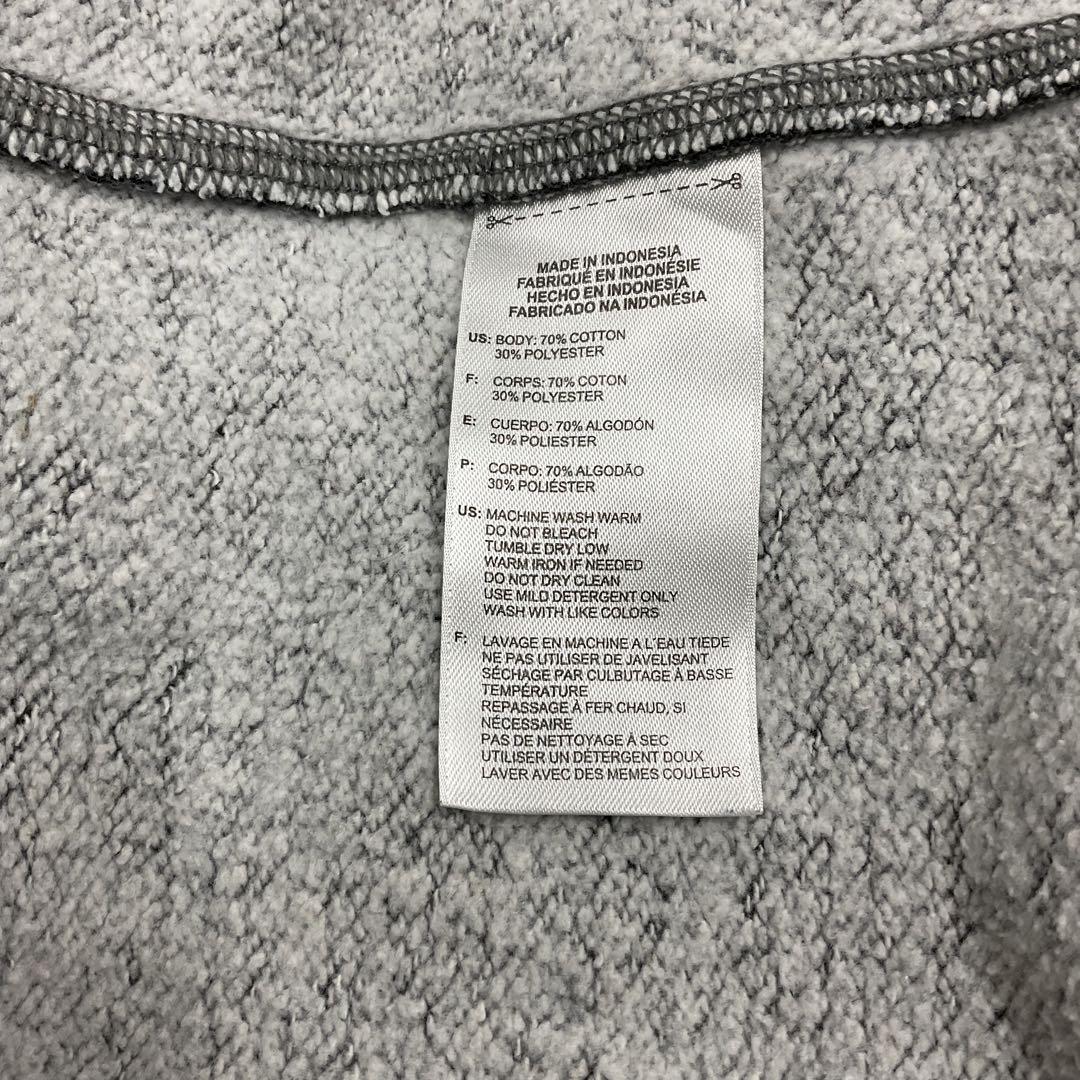 MADE IN INDONESIA
FABRIQUÉ EN INDONÉSIE
HECHO EN INDONESIA
FABRICADO NA INDONÉSIA
US: BODY: 70% COTTON
30% POLYESTER
F: CORPS: 70% COTON
30% POLYESTER
E: CUERPO: 70% ALGODÓN
30% POLIESTER
P: CORPO: 70% ALGODÃO
30% POLIÉSTER
US: MACHINE WASH WARM
DO NOT BLEACH
TUMBLE DRY LOW
WARM IRON IF NEEDED
DO NOT DRY CLEAN
USE MILD DETERGENT ONLY
WASH WITH LIKE COLORS
F: LAVAGE EN MACHINE A L'EAU TIEDE
NE PAS UTILISER DE JAVELISANT
SÉCHAGE PAR CULBUTAGE À BASSE
TEMPÉRATURE
REPASSAGE À FER CHAUD, SI
NÉCESSAIRE
PAS DE NETTOYAGE À SEC
UTILISER UN DÉTERGENT DOUX
LAVER AVEC DES MEMES COULEURS